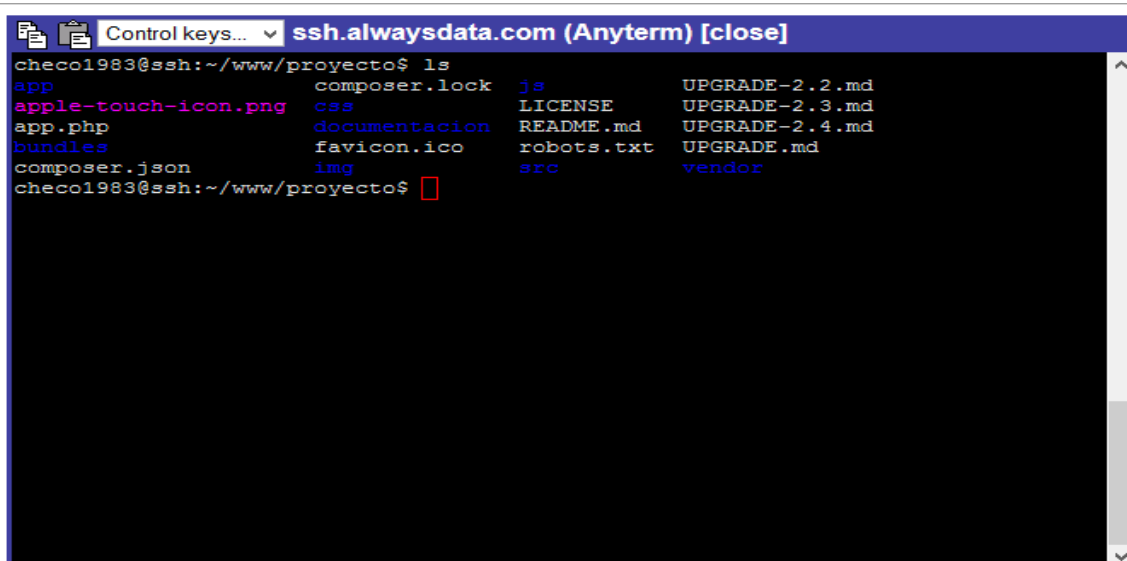 Control keys... ssh.alwaysdata.com (Anyterm) [close]
checo1983@ssh:~/www/proyecto$ ls
app composer.lock js UPGRADE-2.2.md
apple-touch-icon.png css LICENSE UPGRADE-2.3.md
app.php documentacion README.md UPGRADE-2.4.md
bundles favicon.ico robots.txt UPGRADE.md
composer.json img src vendor
checo1983@ssh:~/www/proyecto$